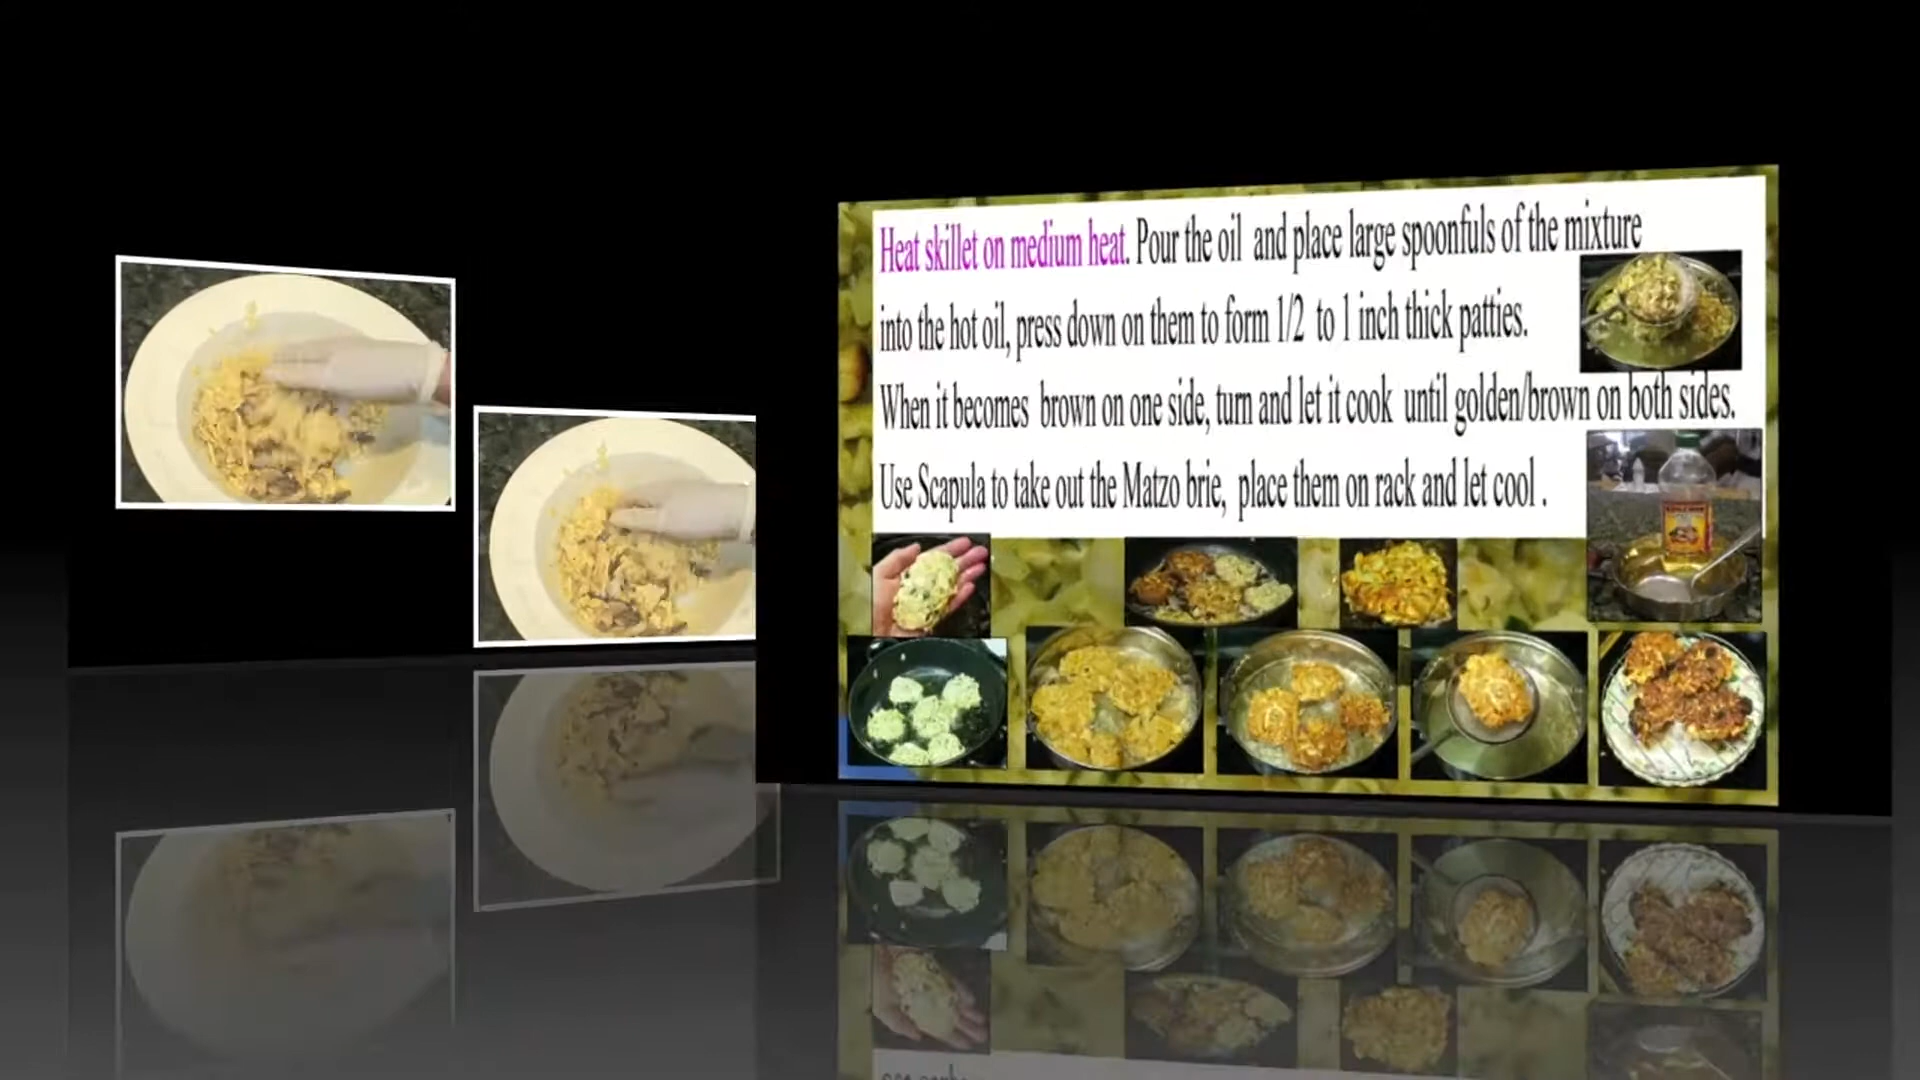 Heat skillet on medium heat. Pour the oil and place large spoonfuls of the mixture
into the hot oil, press down on them to form 1/2 to 1 inch thick patties.
When it becomes brown on one side, turn and let it cook until golden/brown on both sides.
Use Scapula to take out the Matzo brie, place them on rack and let cool .